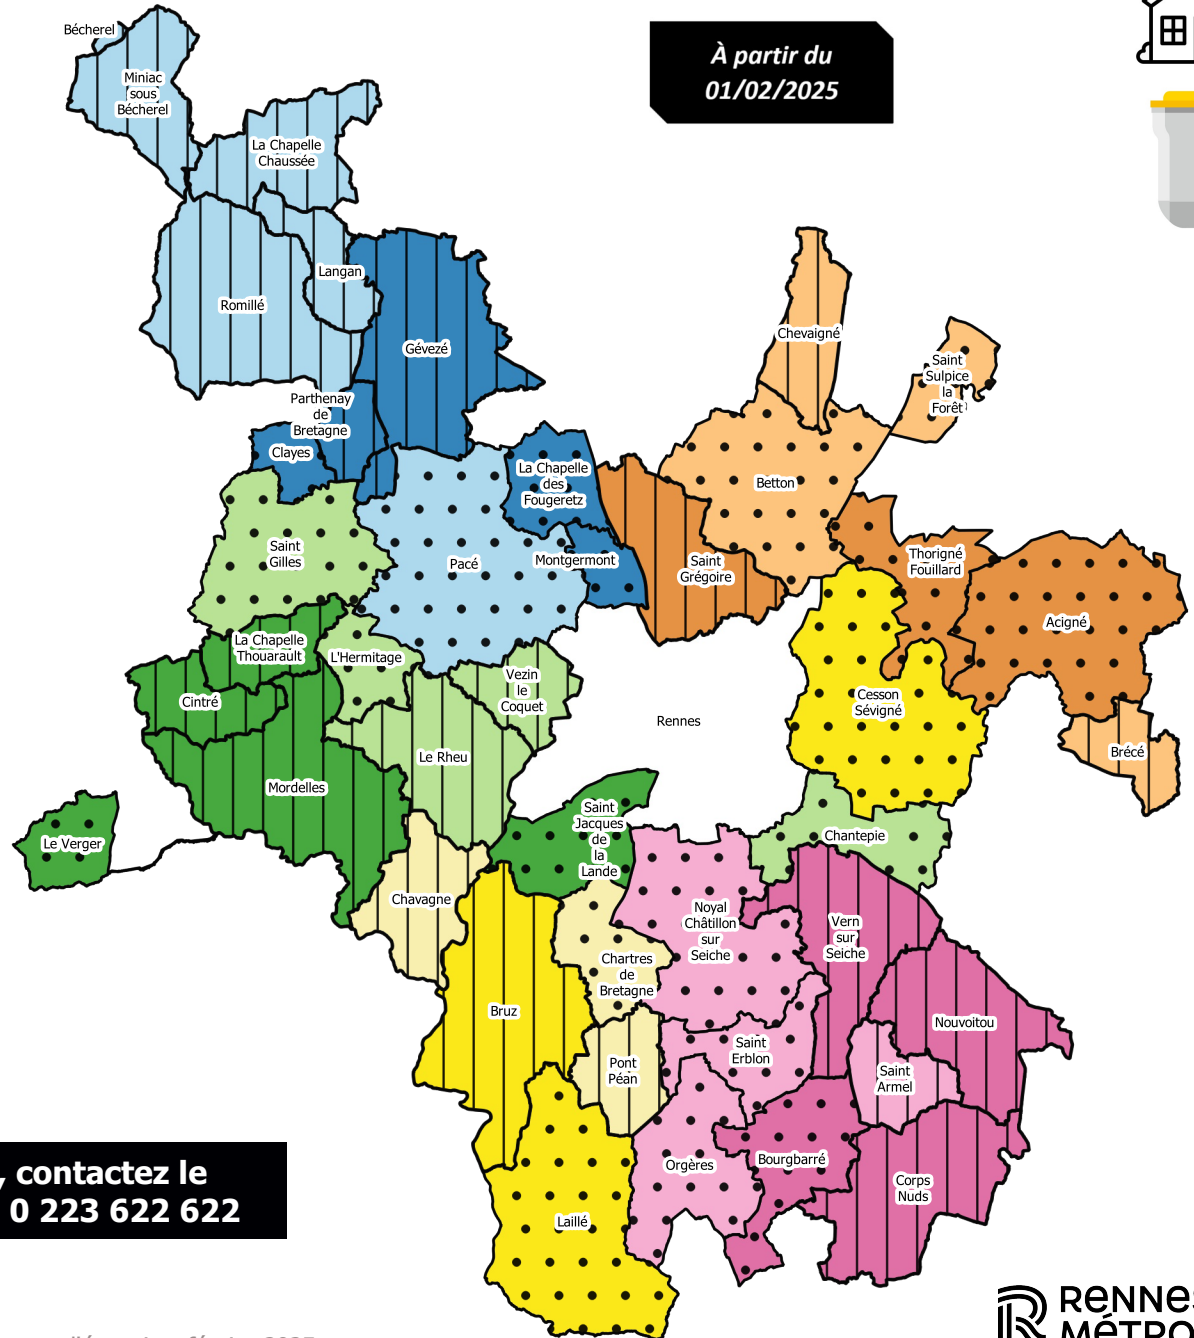 Bécherel
À partir du
01/02/2025
Miniac
sous
Bécherel
La Chapelle
Chaussée
Langan
Romillé
Gévezé
Chevaigné
Saint
Sulpice
la
Forêt
Parthenay
de
Bretagne
Clayes
La Chapelle
des
Fougeretz
Betton
Saint
Gilles
Pacé
Montgermont
Saint
Grégoire
Thorigné
Fouillard
Acigné
La Chapelle
Thouarault
L'Hermitage
Cintré
Vezin
le
Coquet
Rennes
Cesson
Sévigné
Brécé
Le Rheu
Mordelles
Le Verger
Saint
Jacques
de
la
Lande
Chantepie
Chavagne
Noyal
Châtillon
sur
Seiche
Vern
sur
Seiche
Chartres
de
Bretagne
Bruz
Nouvoitou
Saint
Erblon
Pont
Péan
Saint
Armel
Orgères
Bourgbarré
Corps
Nuds
Laillé
, contactez le
0 223 622 622
Rennes